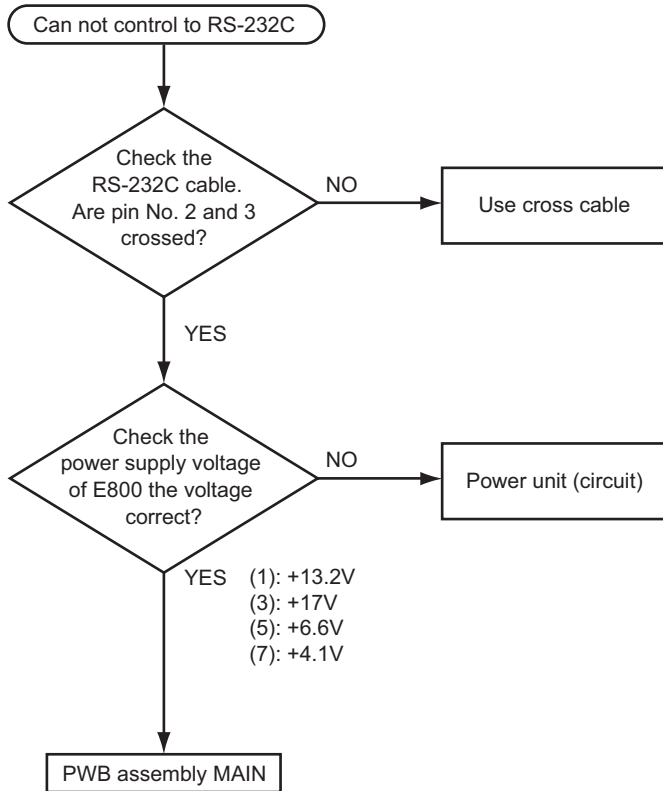 Can not control to RS-232C
Check the
RS-232C cable.
Are pin No. 2 and 3
crossed?
NO
Use cross cable
YES
Check the
power supply voltage
of E800 the voltage
correct?
NO
Power unit (circuit)
YES (1): +13.2V
(3): +17V
(5): +6.6V
(7): +4.1V
PWB assembly MAIN